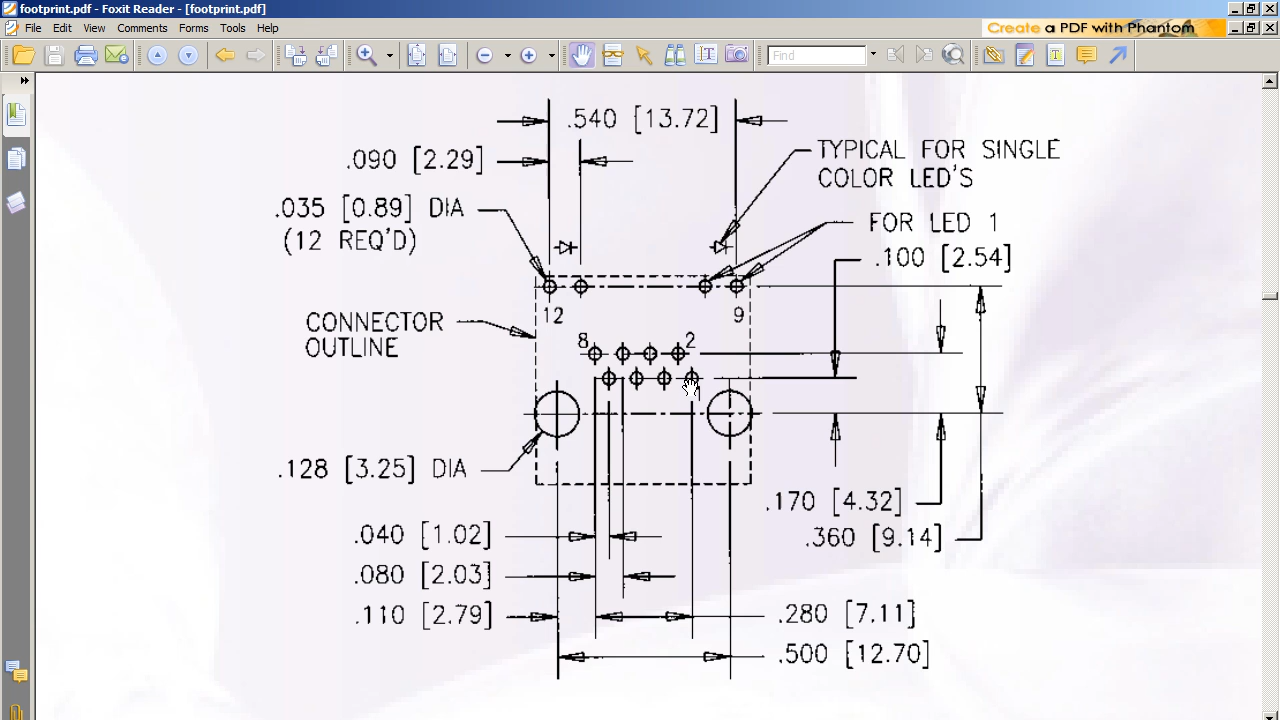 footprint.pdf - Foxit Reader - [footprint.pdf]
File Edit View Comments Forms Tools Help
Create a PDF with Phantom
Find
.540 [13.72]
.090 [2.29]
TYPICAL FOR SINGLE
COLOR LED'S
.035 [0.89] DIA
(12 REQ'D)
FOR LED 1
.100 [2.54]
12
9
CONNECTOR
OUTLINE
8
2
1
.128 [3.25] DIA
.170 [4.32]
.040 [1.02]
.360 [9.14]
.080 [2.03]
.110 [2.79]
.280 [7.11]
.500 [12.70]